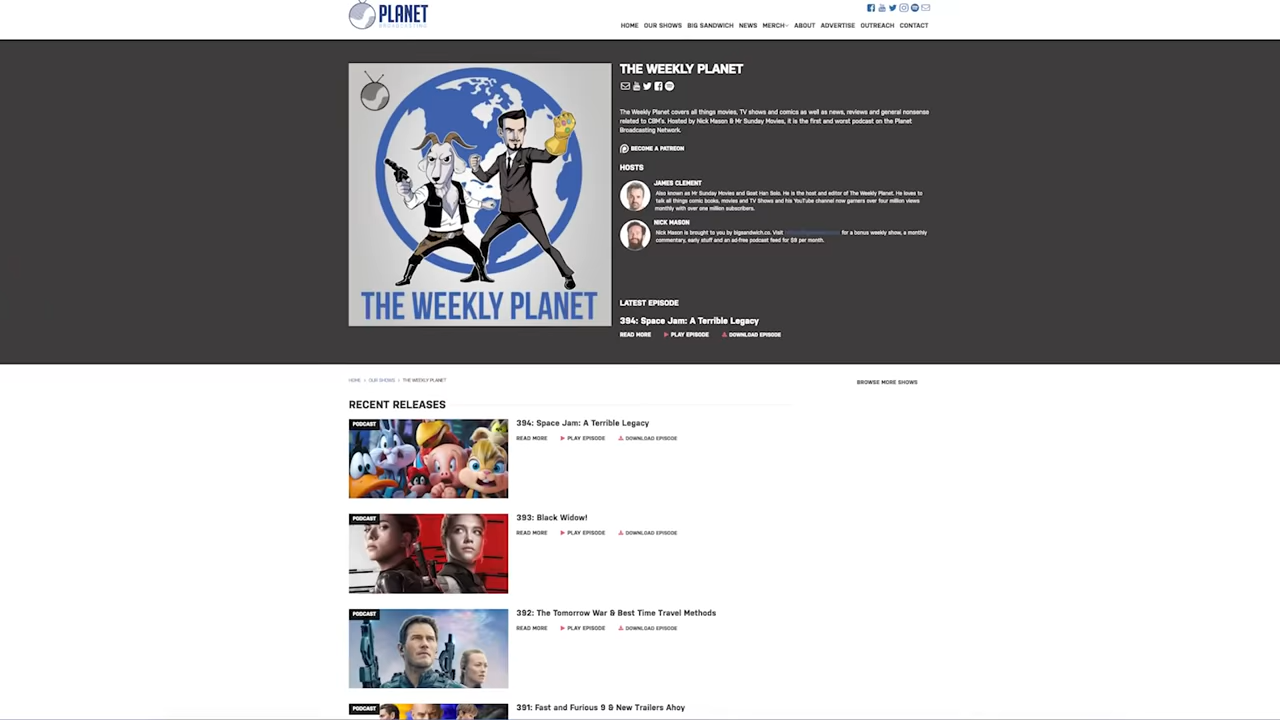 PLANET
BROADCASTING
HOME OUR SHOWS BIG SANDWICH NEWS MERCH ABOUT ADVERTISE OUTREACH CONTACT
THE WEEKLY PLANET
THE WEEKLY PLANET
The Weekly Planet covers all things movies, TV shows and comics as well as news, reviews and general nonsense
related to CBM's. Hosted by Nick Mason & Mr Sunday Movies, it is the first and worst podcast on the Planet
Broadcasting Network.
BECOME A PATREON
HOSTS
JAMES CLEMENT
Also known as Mr Sunday Movies and Goat Han Solo. He is the host and editor of The Weekly Planet. He loves to
talk all things comic books, movies and TV Shows and his YouTube channel now garners over four million views
monthly with over one million subscribers.
NICK MASON
Nick Mason is brought to you by bigsandwich.co. Visit for a bonus weekly show, a monthly
commentary, early stuff and an ad-free podcast feed for $9 per month.
LATEST EPISODE
394: Space Jam: A Terrible Legacy
READ MORE PLAY EPISODE DOWNLOAD EPISODE
HOME > OUR SHOWS > THE WEEKLY PLANET
BROWSE MORE SHOWS
RECENT RELEASES
PODCAST
394: Space Jam: A Terrible Legacy
READ MORE PLAY EPISODE DOWNLOAD EPISODE
PODCAST
393: Black Widow!
READ MORE PLAY EPISODE DOWNLOAD EPISODE
PODCAST
392: The Tomorrow War & Best Time Travel Methods
READ MORE PLAY EPISODE DOWNLOAD EPISODE
PODCAST
391: Fast and Furious 9 & New Trailers Ahoy